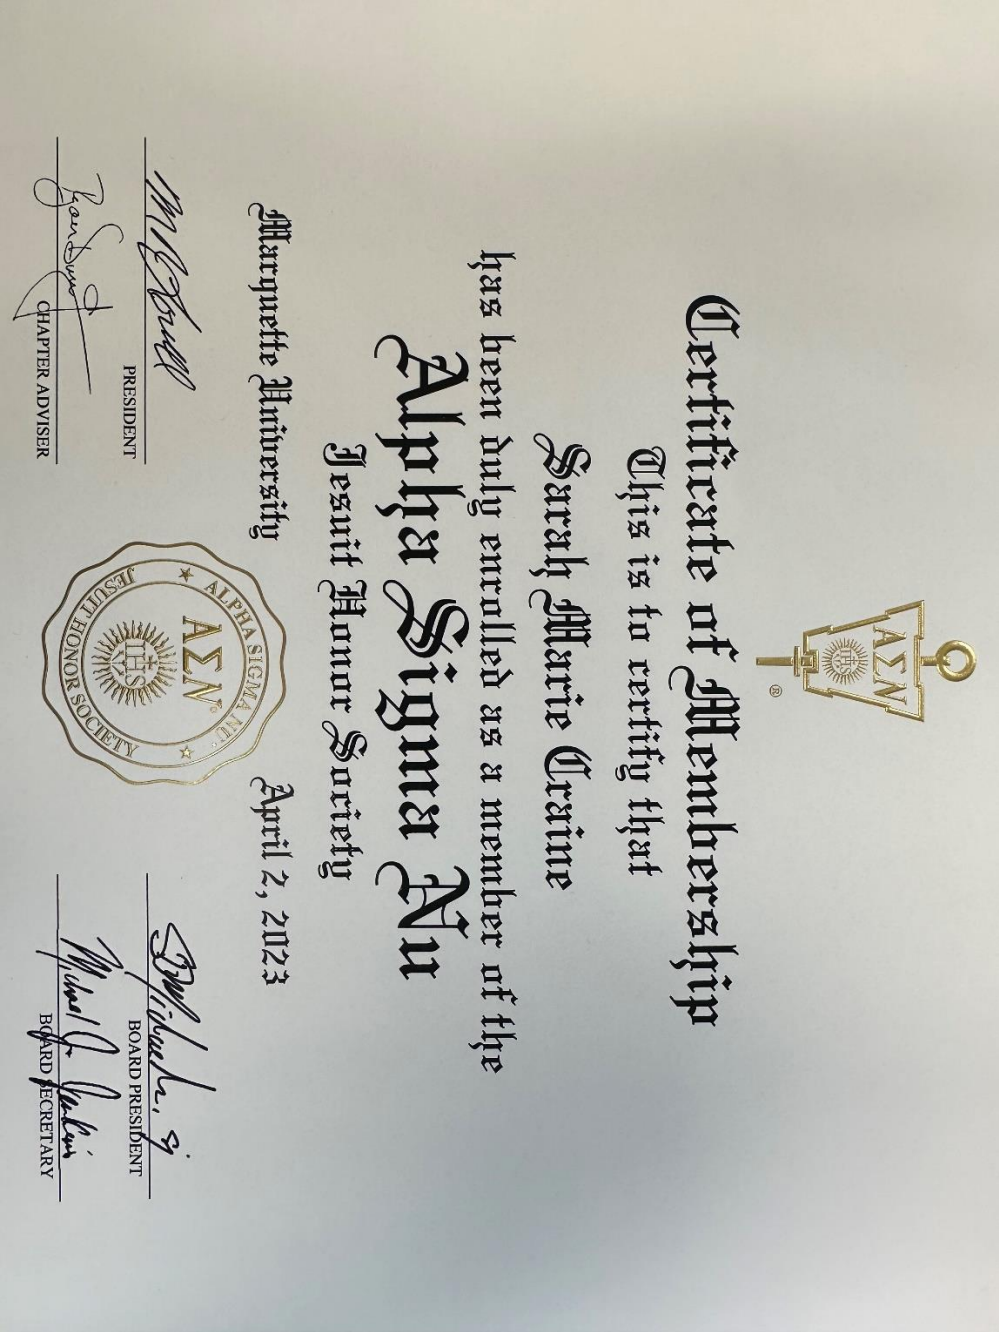 ΑΣΝ
IHS
®
Certificate of Membership
This is to certify that
Sarah Marie Craine
has been duly enrolled as a member of the
Alpha Sigma Nu
Jesuit Honor Society
Marquette University
April 2, 2023
PRESIDENT
CHAPTER ADVISER
ALPHA SIGMA NU
ΑΣΝ
IHS
JESUIT HONOR SOCIETY
BOARD PRESIDENT
BOARD SECRETARY